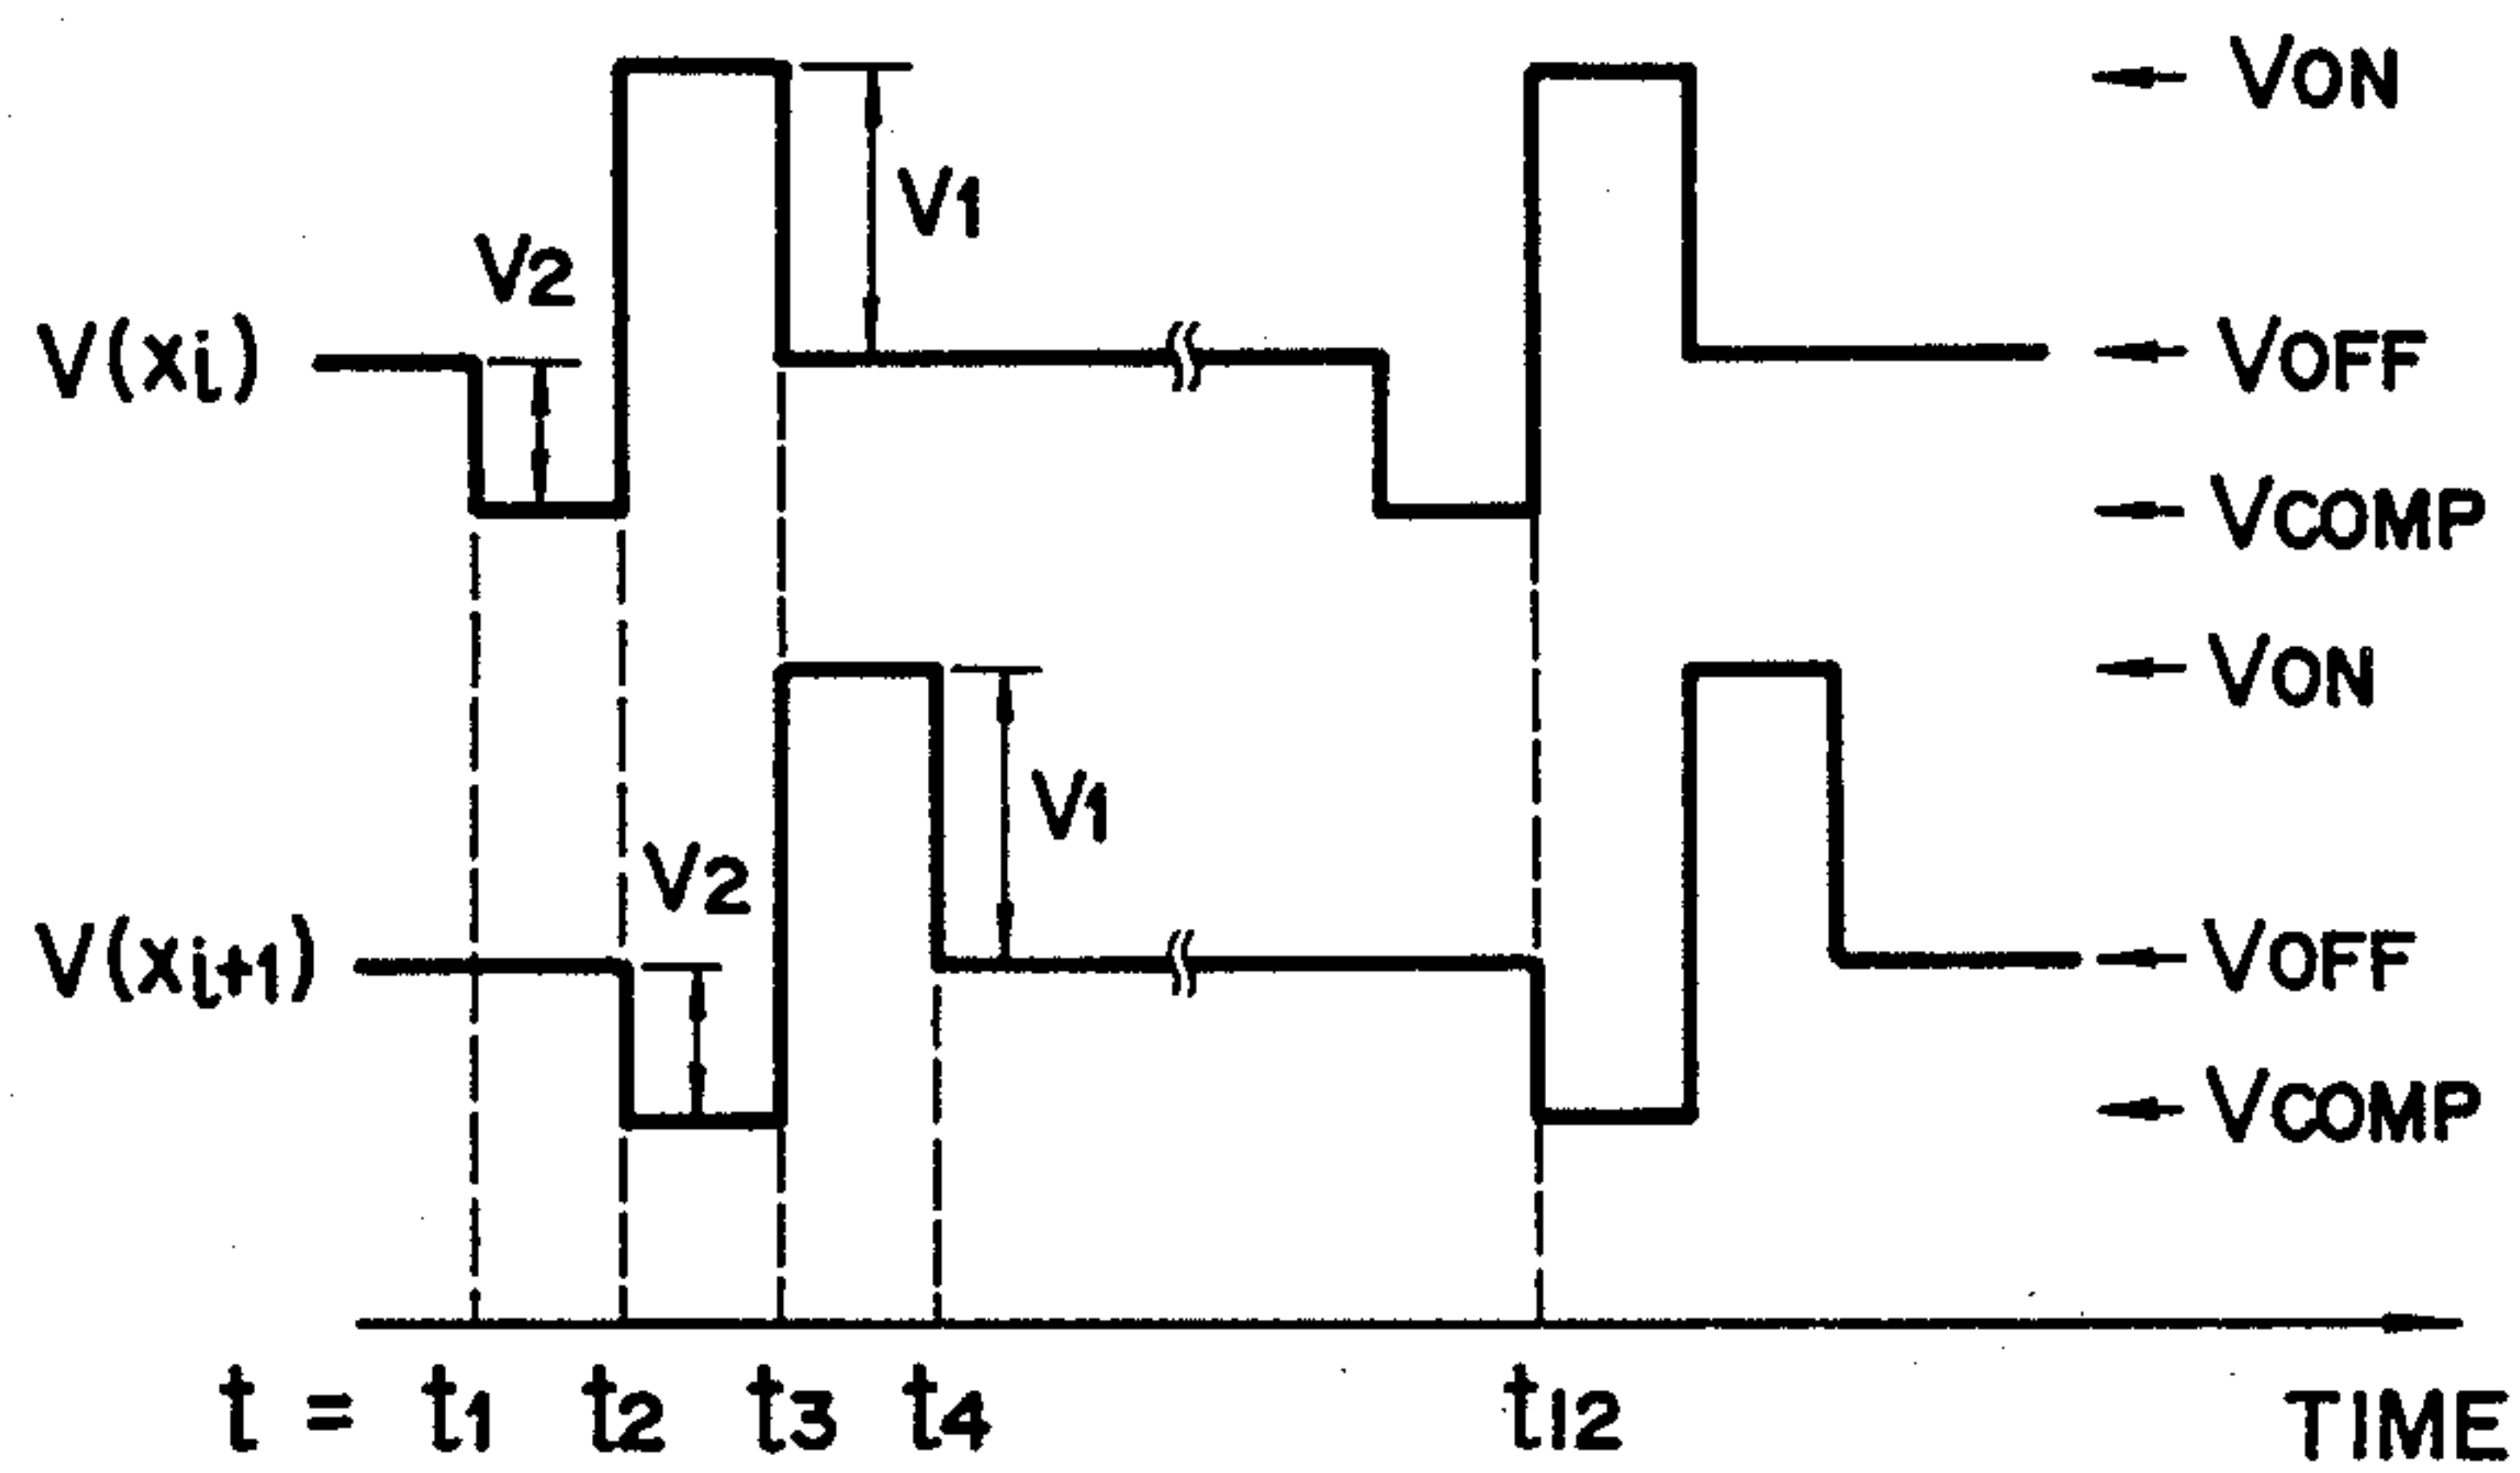 VON
V1
V2
V(xi)
VOFF
VCOMP
VON
V1
V2
V(xi+1)
VOFF
VCOMP
t = t1 t2 t3 t4 t12 TIME